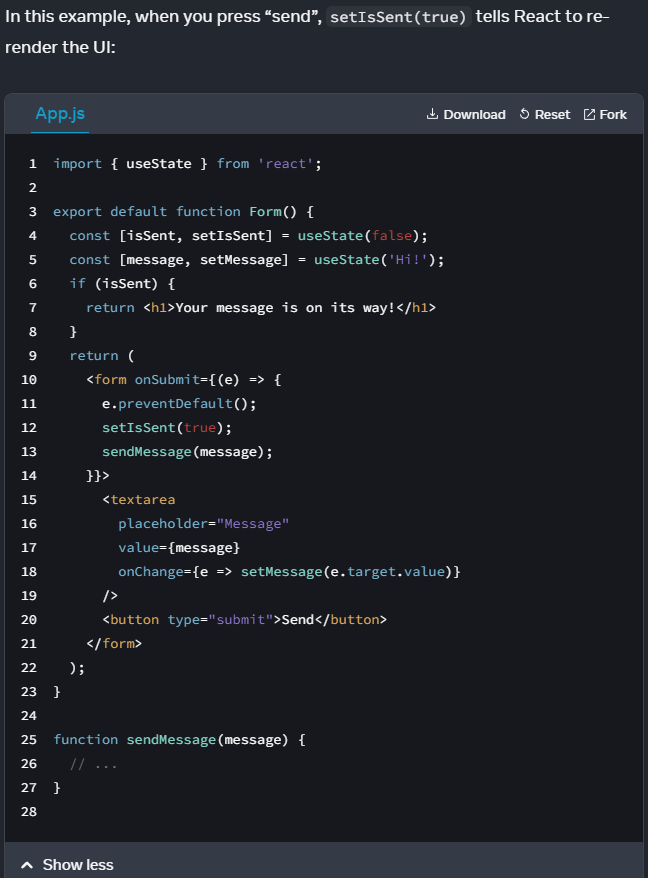 In this example, when you press “send”, setIsSent(true) tells React to re-
render the UI:
App.js
Download Reset Fork
1 import { useState } from 'react';
2
3 export default function Form() {
4   const [isSent, setIsSent] = useState(false);
5   const [message, setMessage] = useState('Hi!');
6   if (isSent) {
7     return <h1>Your message is on its way!</h1>
8   }
9   return (
10     <form onSubmit={(e) => {
11       e.preventDefault();
12       setIsSent(true);
13       sendMessage(message);
14     }}>
15       <textarea
16         placeholder="Message"
17         value={message}
18         onChange={e => setMessage(e.target.value)}
19       />
20       <button type="submit">Send</button>
21     </form>
22   );
23 }
24
25 function sendMessage(message) {
26   // ...
27 }
28
Show less